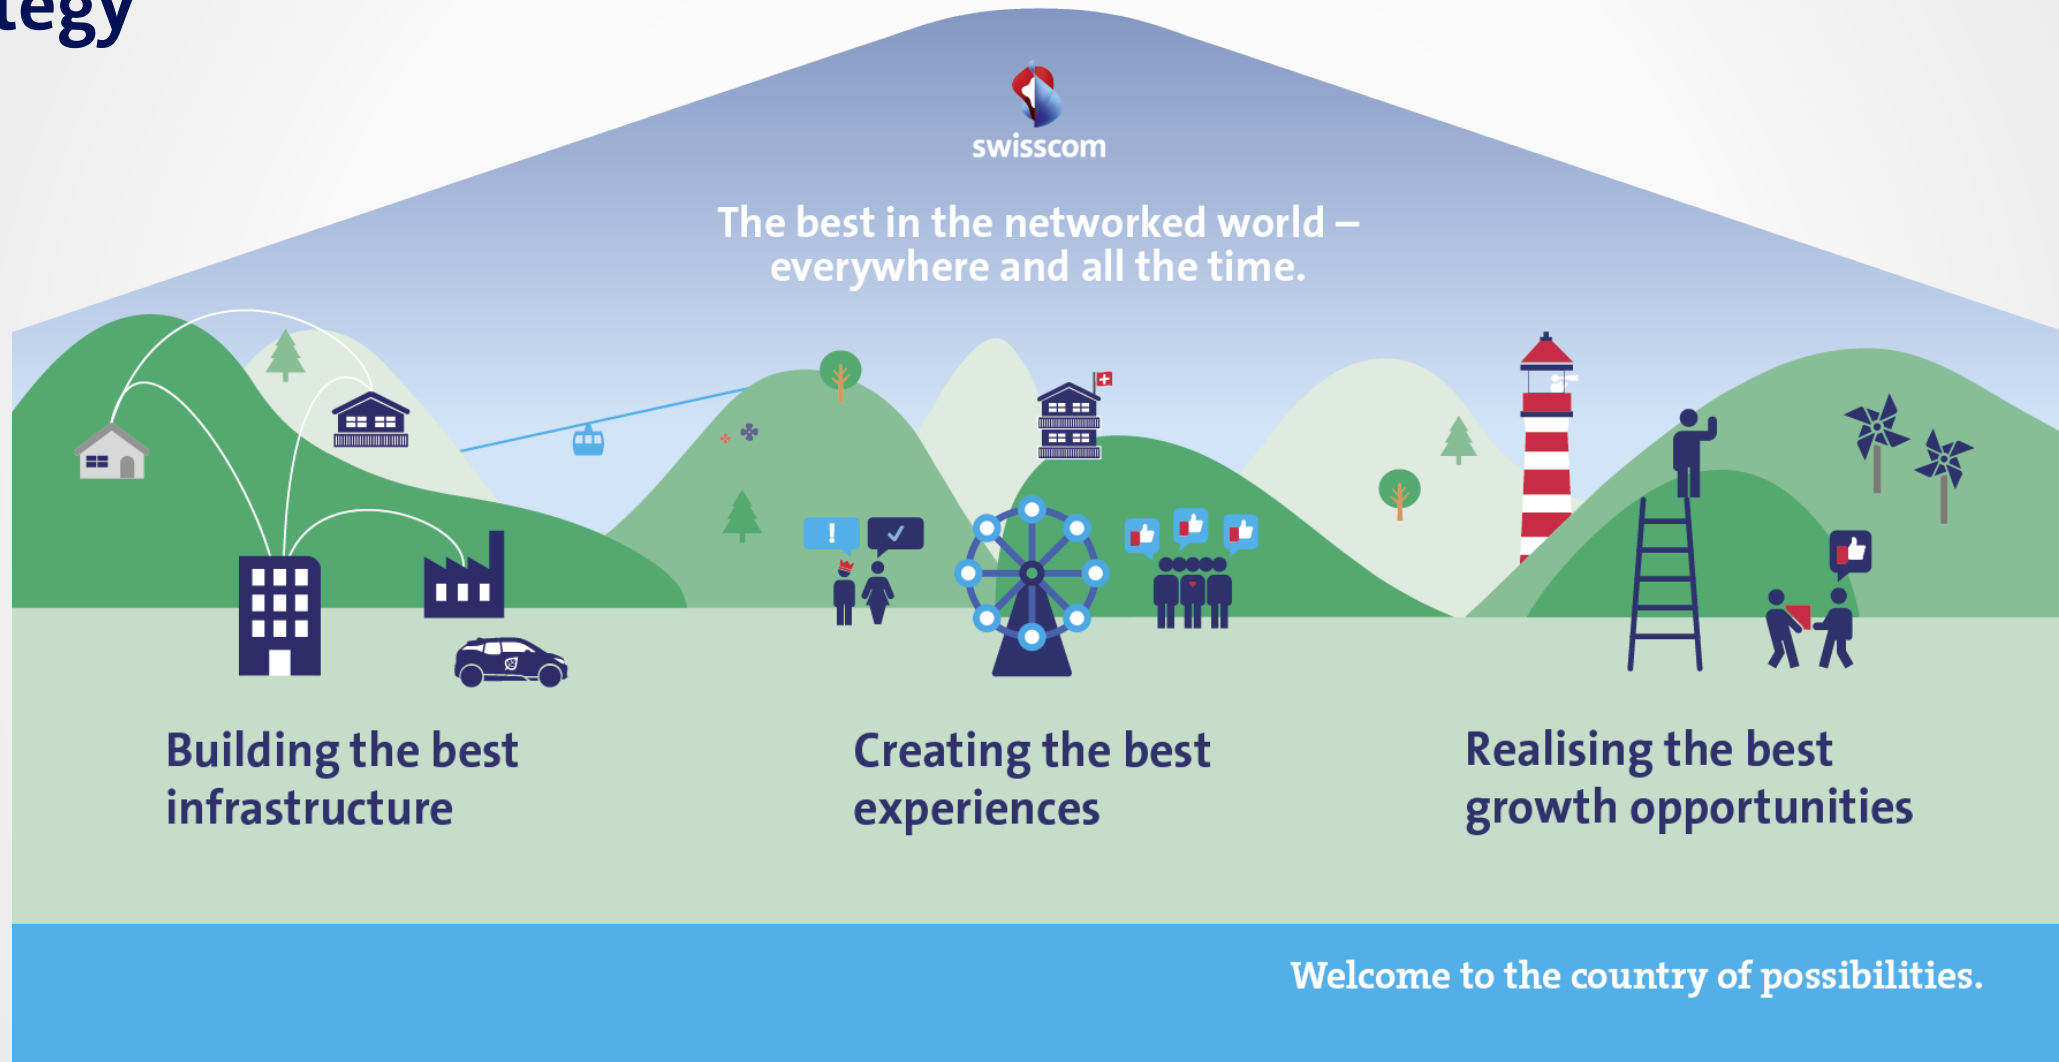 tegy
swisscom
The best in the networked world –
everywhere and all the time.
!
Building the best
infrastructure
Creating the best
experiences
Realising the best
growth opportunities
Welcome to the country of possibilities.